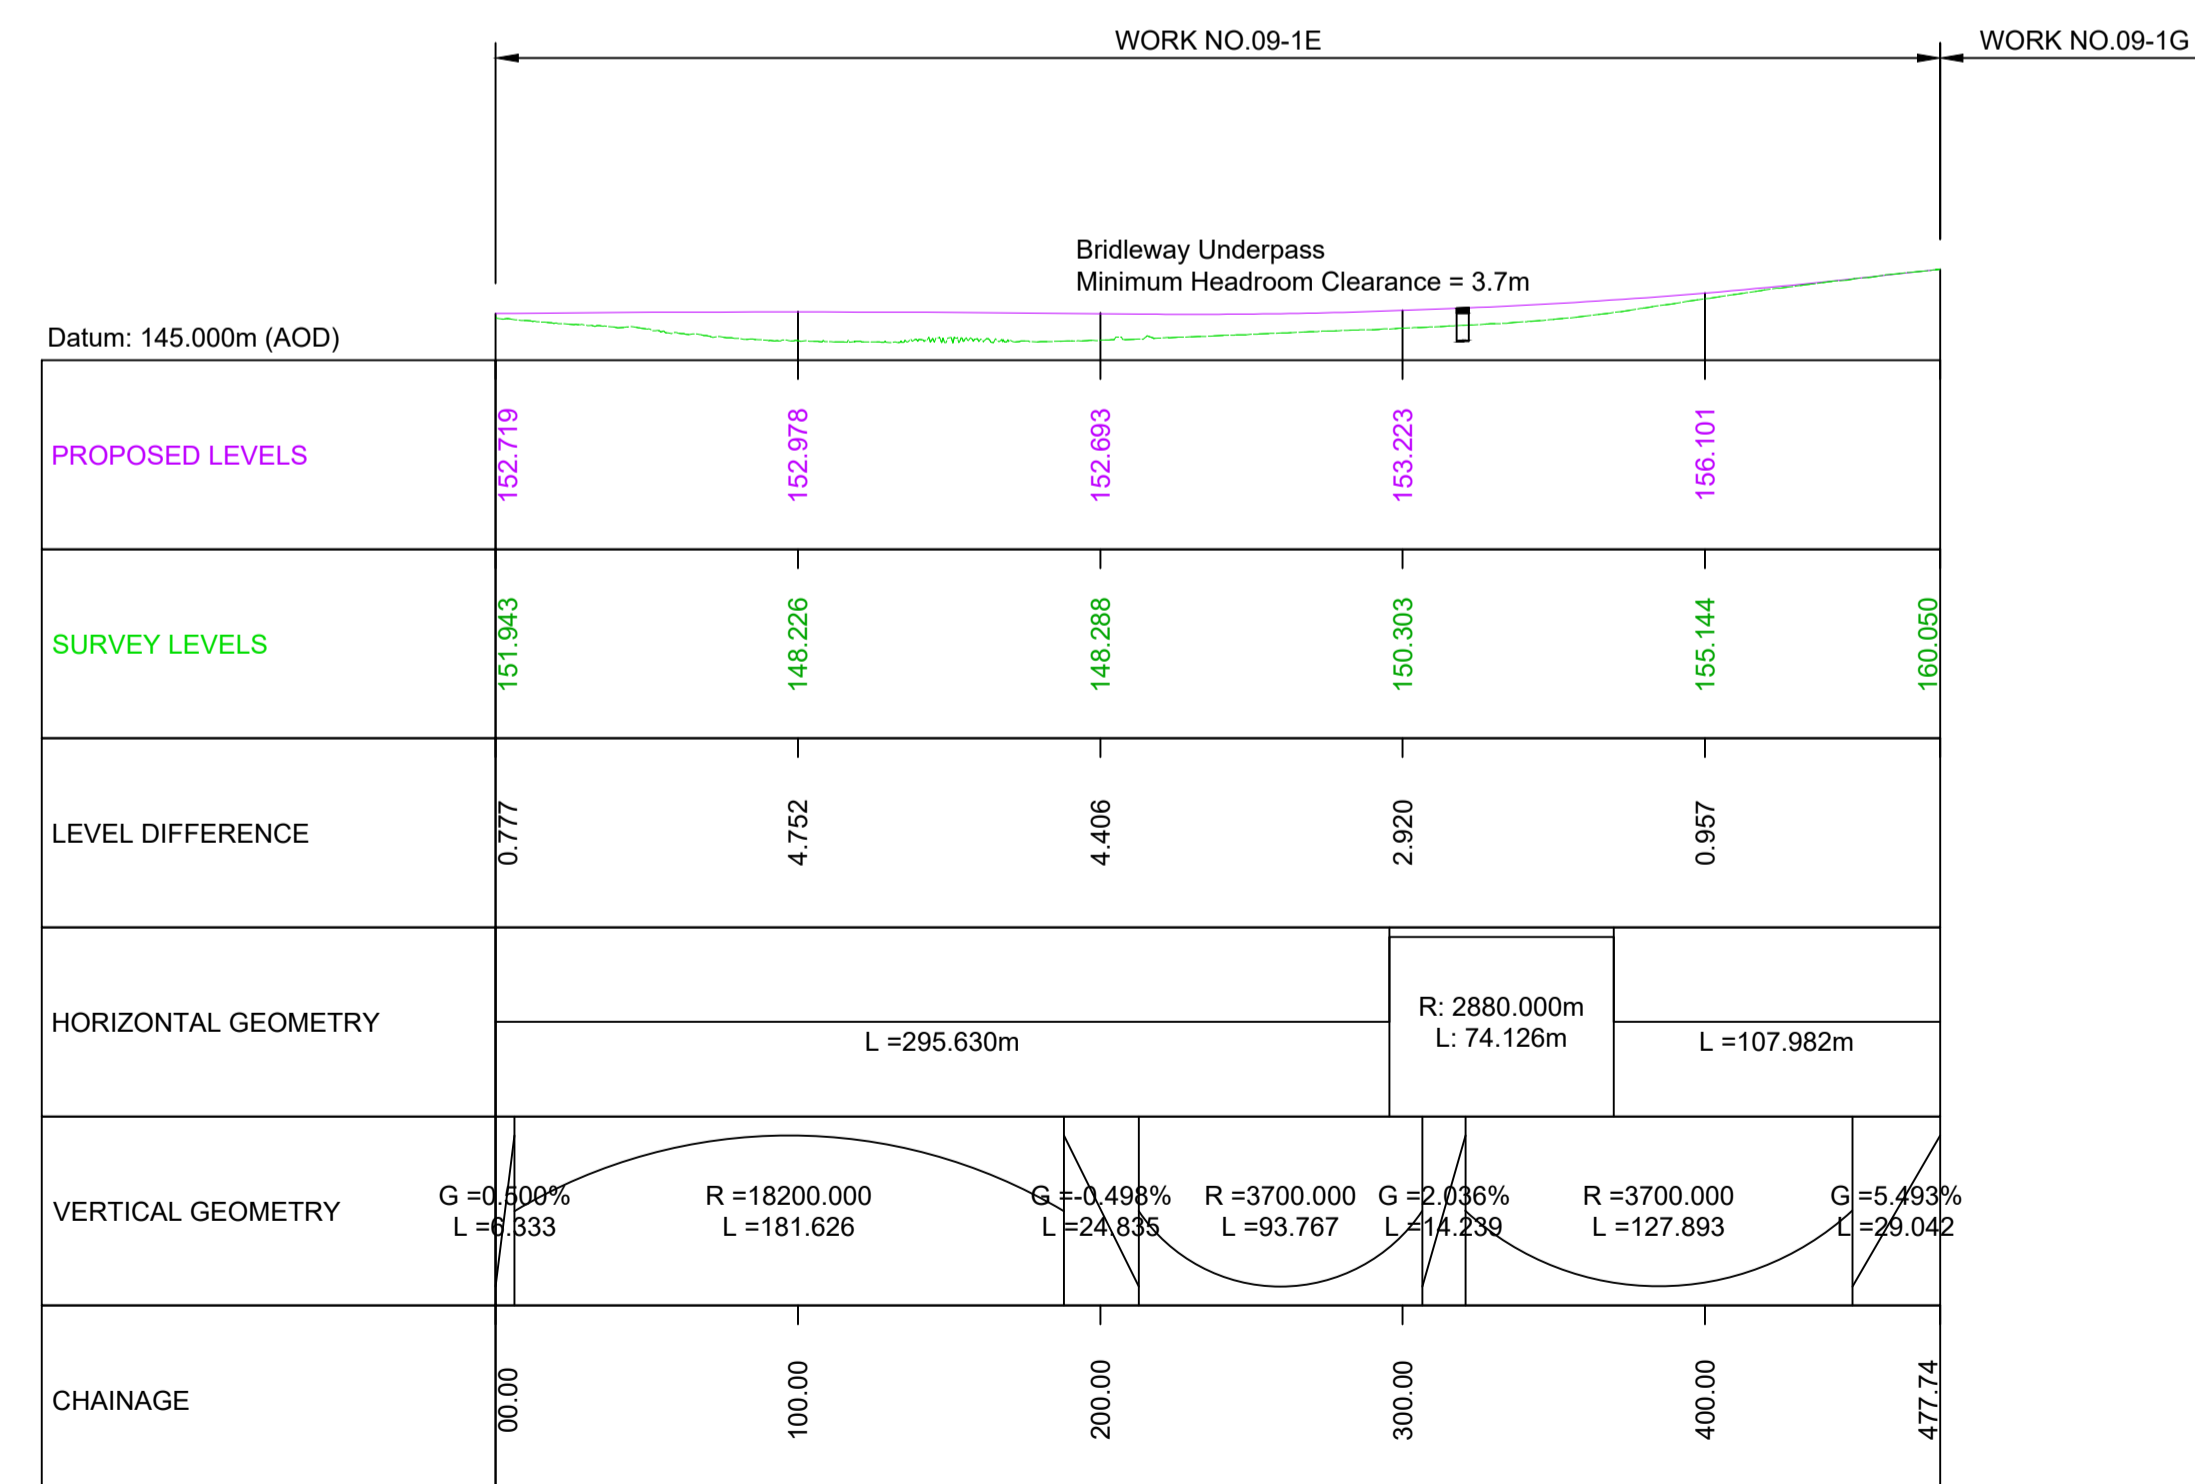 WORK NO.09-1E
WORK NO.09-1G
Bridleway Underpass
Minimum Headroom Clearance = 3.7m
Datum: 145.000m (AOD)
PROPOSED LEVELS
152.719
152.978
152.693
153.223
156.101
SURVEY LEVELS
151.943
148.226
148.288
150.303
155.144
160.050
LEVEL DIFFERENCE
0.777
4.752
4.406
2.920
0.957
HORIZONTAL GEOMETRY
L =295.630m
R: 2880.000m
L: 74.126m
L =107.982m
VERTICAL GEOMETRY
G =0.500%
L =6.333
R =18200.000
L =181.626
G =-0.498%
L =24.835
R =3700.000
L =93.767
G =2.036%
L =14.239
R =3700.000
L =127.893
G =5.493%
L =29.042
CHAINAGE
00.00
100.00
200.00
300.00
400.00
477.74